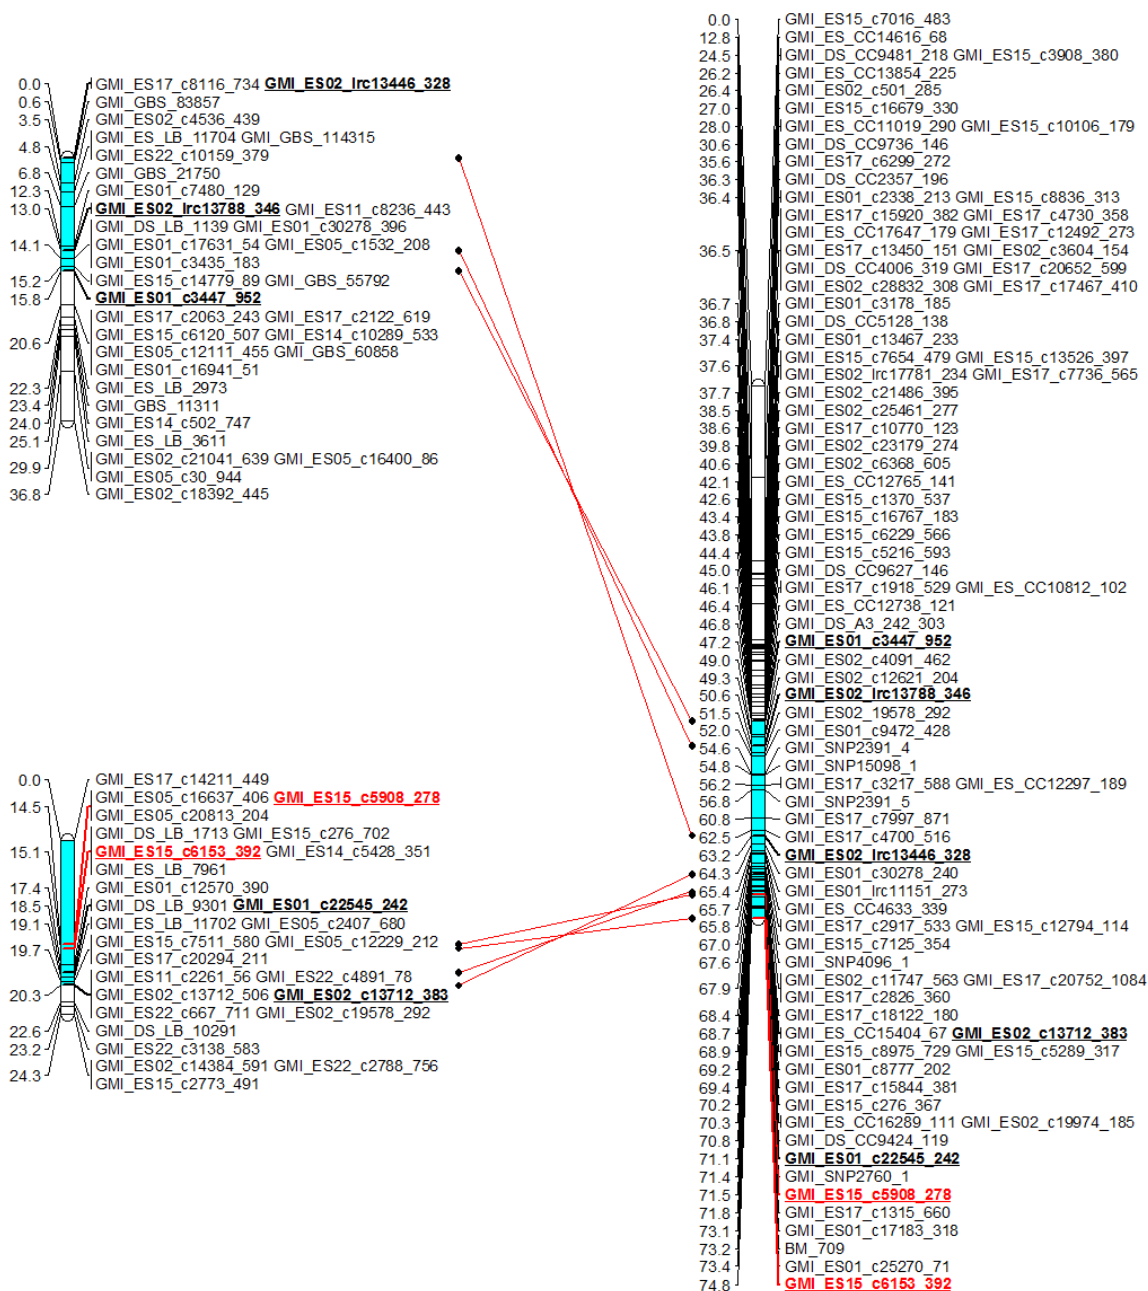 0.0 GMI_ES17_c8116_734 GMI_ES02_lrc13446_328
0.6 GMI_GBS_83857
3.5 GMI_ES02_c4536_439
GMI_ES_LB_11704 GMI_GBS_114315
4.8 GMI_ES22_c10159_379
6.8 GMI_GBS_21750
12.3 GMI_ES01_c7480_129
13.0 GMI_ES02_lrc13788_346 GMI_ES11_c8236_443
GMI_DS_LB_1139 GMI_ES01_c30278_396
14.1 GMI_ES01_c17631_54 GMI_ES05_c1532_208
GMI_ES01_c3435_183
15.2 GMI_ES15_c14779_89 GMI_GBS_55792
15.8 GMI_ES01_c3447_952
GMI_ES17_c2063_243 GMI_ES17_c2122_619
20.6 GMI_ES15_c6120_507 GMI_ES14_c10289_533
GMI_ES05_c12111_455 GMI_GBS_60858
GMI_ES01_c16941_51
22.3 GMI_ES_LB_2973
23.4 GMI_GBS_11311
24.0 GMI_ES14_c502_747
25.1 GMI_ES_LB_3611
GMI_ES02_c21041_639 GMI_ES05_c16400_86
29.9 GMI_ES05_c30_944
36.8 GMI_ES02_c18392_445
0.0 GMI_ES17_c14211_449
GMI_ES05_c16637_406 GMI_ES15_c5908_278
14.5 GMI_ES05_c20813_204
GMI_DS_LB_1713 GMI_ES15_c276_702
15.1 GMI_ES15_c6153_392 GMI_ES14_c5428_351
GMI_ES_LB_7961
17.4 GMI_ES01_c12570_390
18.5 GMI_DS_LB_9301 GMI_ES01_c22545_242
19.1 GMI_ES_LB_11702 GMI_ES05_c2407_680
GMI_ES15_c7511_580 GMI_ES05_c12229_212
19.7 GMI_ES17_c20294_211
GMI_ES11_c2261_56 GMI_ES22_c4891_78
20.3 GMI_ES02_c13712_506 GMI_ES02_c13712_383
GMI_ES22_c667_711 GMI_ES02_c19578_292
22.6 GMI_DS_LB_10291
23.2 GMI_ES22_c3138_583
GMI_ES02_c14384_591 GMI_ES22_c2788_756
24.3 GMI_ES15_c2773_491
0.0 GMI_ES15_c7016_483
12.8 GMI_ES_CC14616_68
24.5 GMI_DS_CC9481_218 GMI_ES15_c3908_380
26.2 GMI_ES_CC13854_225
26.4 GMI_ES02_c501_285
27.0 GMI_ES15_c16679_330
28.0 GMI_ES_CC11019_290 GMI_ES15_c10106_179
30.6 GMI_DS_CC9736_146
35.6 GMI_ES17_c6299_272
36.3 GMI_DS_CC2357_196
36.4 GMI_ES01_c2338_213 GMI_ES15_c8836_313
GMI_ES17_c15920_382 GMI_ES17_c4730_358
GMI_ES_CC17647_179 GMI_ES17_c12492_273
36.5 GMI_ES17_c13450_151 GMI_ES02_c3604_154
GMI_DS_CC4006_319 GMI_ES17_c20652_599
GMI_ES02_c28832_308 GMI_ES17_c17467_410
36.7 GMI_ES01_c3178_185
36.8 GMI_DS_CC5128_138
37.4 GMI_ES01_c13467_233
37.6 GMI_ES15_c7654_479 GMI_ES15_c13526_397
GMI_ES02_lrc17781_234 GMI_ES17_c7736_565
37.7 GMI_ES02_c21486_395
38.5 GMI_ES02_c25461_277
38.6 GMI_ES17_c10770_123
39.8 GMI_ES02_c23179_274
40.6 GMI_ES02_c6368_605
42.1 GMI_ES_CC12765_141
42.6 GMI_ES15_c1370_537
43.4 GMI_ES15_c16767_183
43.8 GMI_ES15_c6229_566
44.4 GMI_ES15_c5216_593
45.0 GMI_DS_CC9627_146
46.1 GMI_ES17_c1918_529 GMI_ES_CC10812_102
46.4 GMI_ES_CC12738_121
46.8 GMI_DS_A3_242_303
47.2 GMI_ES01_c3447_952
49.0 GMI_ES02_c4091_462
49.3 GMI_ES02_c12621_204
50.6 GMI_ES02_lrc13788_346
51.5 GMI_ES02_19578_292
52.0 GMI_ES01_c9472_428
54.6 GMI_SNP2391_4
54.8 GMI_SNP15098_1
56.2 GMI_ES17_c3217_588 GMI_ES_CC12297_189
56.8 GMI_SNP2391_5
60.8 GMI_ES17_c7997_871
62.5 GMI_ES17_c4700_516
63.2 GMI_ES02_lrc13446_328
64.3 GMI_ES01_c30278_240
65.4 GMI_ES01_lrc11151_273
65.7 GMI_ES_CC4633_339
65.8 GMI_ES17_c2917_533 GMI_ES15_c12794_114
67.0 GMI_ES15_c7125_354
67.6 GMI_SNP4096_1
67.9 GMI_ES02_c11747_563 GMI_ES17_c20752_1084
GMI_ES17_c2826_360
68.4 GMI_ES17_c18122_180
68.7 GMI_ES_CC15404_67 GMI_ES02_c13712_383
68.9 GMI_ES15_c8975_729 GMI_ES15_c5289_317
69.2 GMI_ES01_c8777_202
69.4 GMI_ES17_c15844_381
70.2 GMI_ES15_c276_367
70.3 GMI_ES_CC16289_111 GMI_ES02_c19974_185
70.8 GMI_DS_CC9424_119
71.1 GMI_ES01_c22545_242
71.4 GMI_SNP2760_1
71.5 GMI_ES15_c5908_278
71.8 GMI_ES17_c1315_660
73.1 GMI_ES01_c17183_318
73.2 BM_709
73.4 GMI_ES01_c25270_71
74.8 GMI_ES15_c6153_392